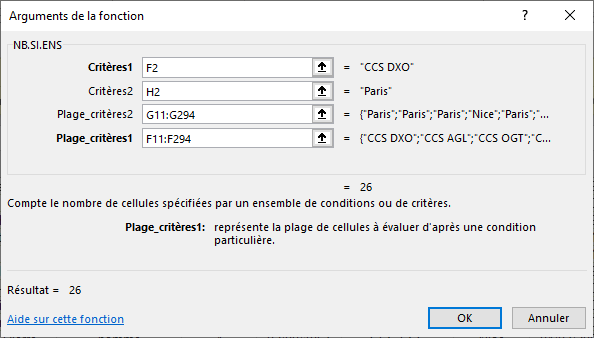 Arguments de la fonction
? ×
NB.SI.ENS
Critères1 F2 = "CCS DXO"
Critères2 H2 = "Paris"
Plage_critères2 G11:G294 = {"Paris";"Paris";"Paris";"Nice";"Paris";"...
Plage_critères1 F11:F294 = {"CCS DXO";"CCS AGL";"CCS OGT";"C...
= 26
Compte le nombre de cellules spécifiées par un ensemble de conditions ou de critères.
Plage_critères1: représente la plage de cellules à évaluer d'après une condition
particulière.
Résultat = 26
Aide sur cette fonction
OK
Annuler